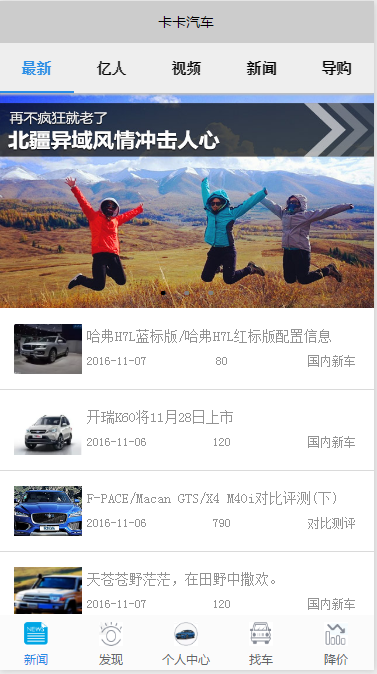 卡卡汽车
最新 亿人 视频 新闻 导购
再不疯狂就老了
北疆异域风情冲击人心
哈弗H7L蓝标版/哈弗H7L红标版配置信息
2016-11-07 80 国内新车
开瑞K60将11月28日上市
2016-11-06 120 国内新车
F-PACE/Macan GTS/X4 M40i对比评测(下)
2016-11-06 790 对比测评
天苍苍野茫茫，在田野中撒欢。
2016-11-06 120 国内新车
NEWS
新闻 发现 个人中心 找车 降价